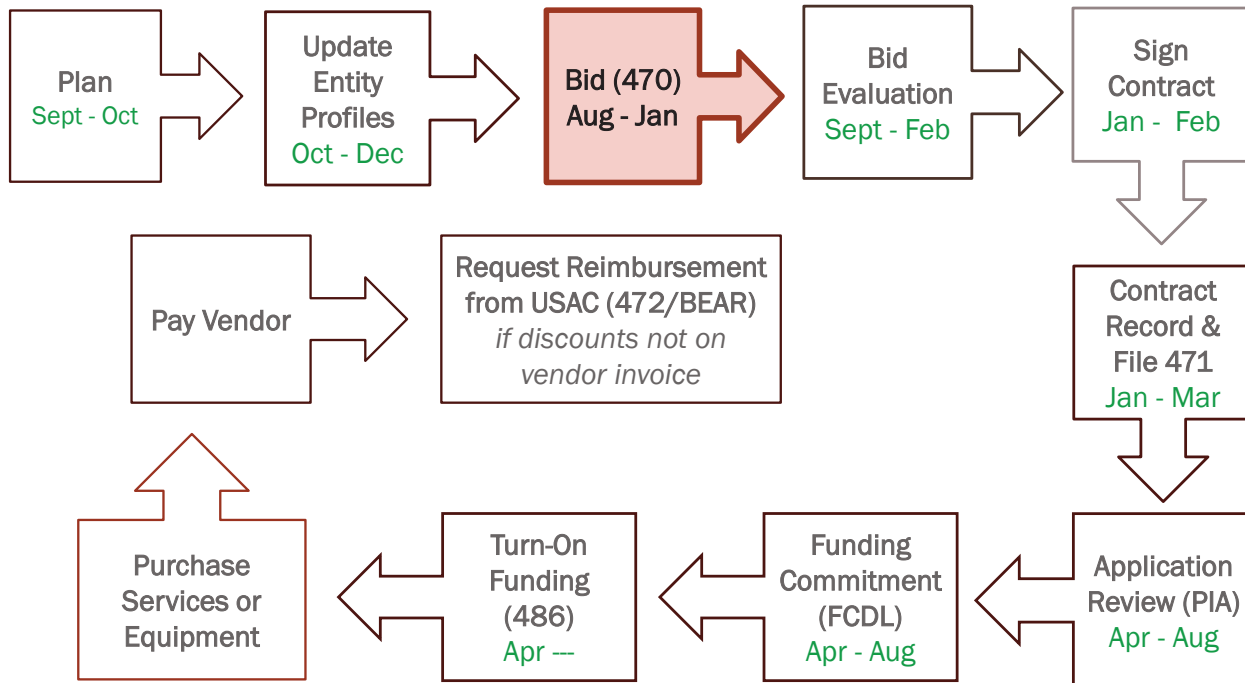 Plan
Sept - Oct
Update
Entity
Profiles
Oct - Dec
Bid (470)
Aug - Jan
Bid
Evaluation
Sept - Feb
Sign
Contract
Jan - Feb
Contract
Record &
File 471
Jan - Mar
Application
Review (PIA)
Apr - Aug
Funding
Commitment
(FCDL)
Apr - Aug
Turn-On
Funding
(486)
Apr ---
Purchase
Services or
Equipment
Pay Vendor
Request Reimbursement
from USAC (472/BEAR)
if discounts not on
vendor invoice